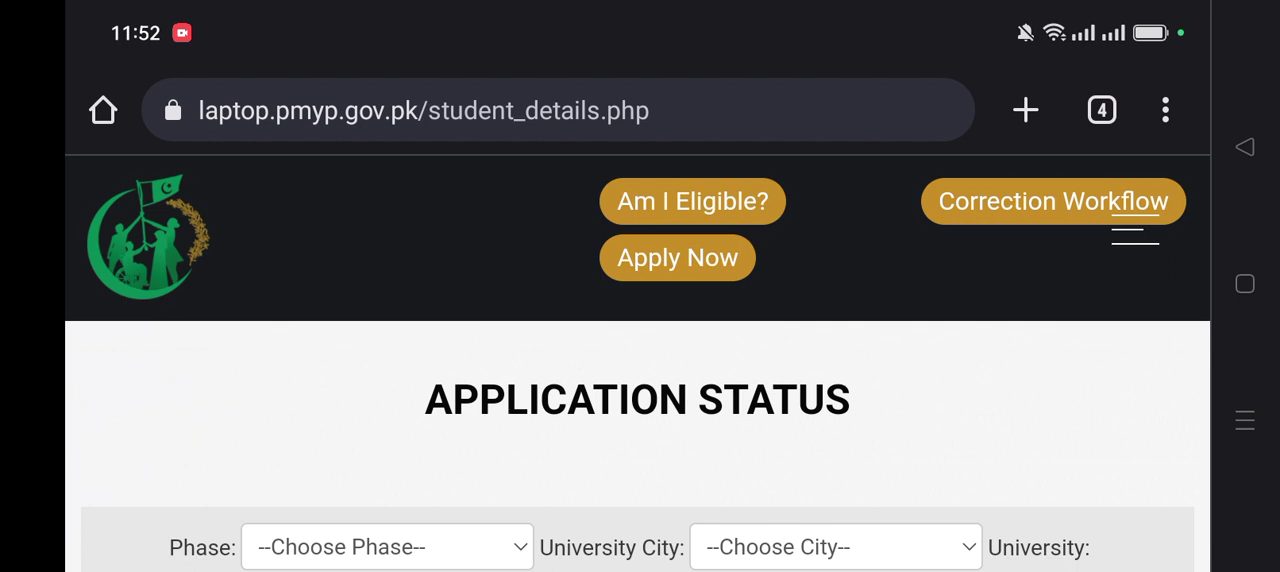 11:52
laptop.pmyp.gov.pk/student_details.php
4
Am I Eligible?
Correction Workflow
Apply Now
APPLICATION STATUS
Phase: --Choose Phase-- University City: --Choose City-- University: